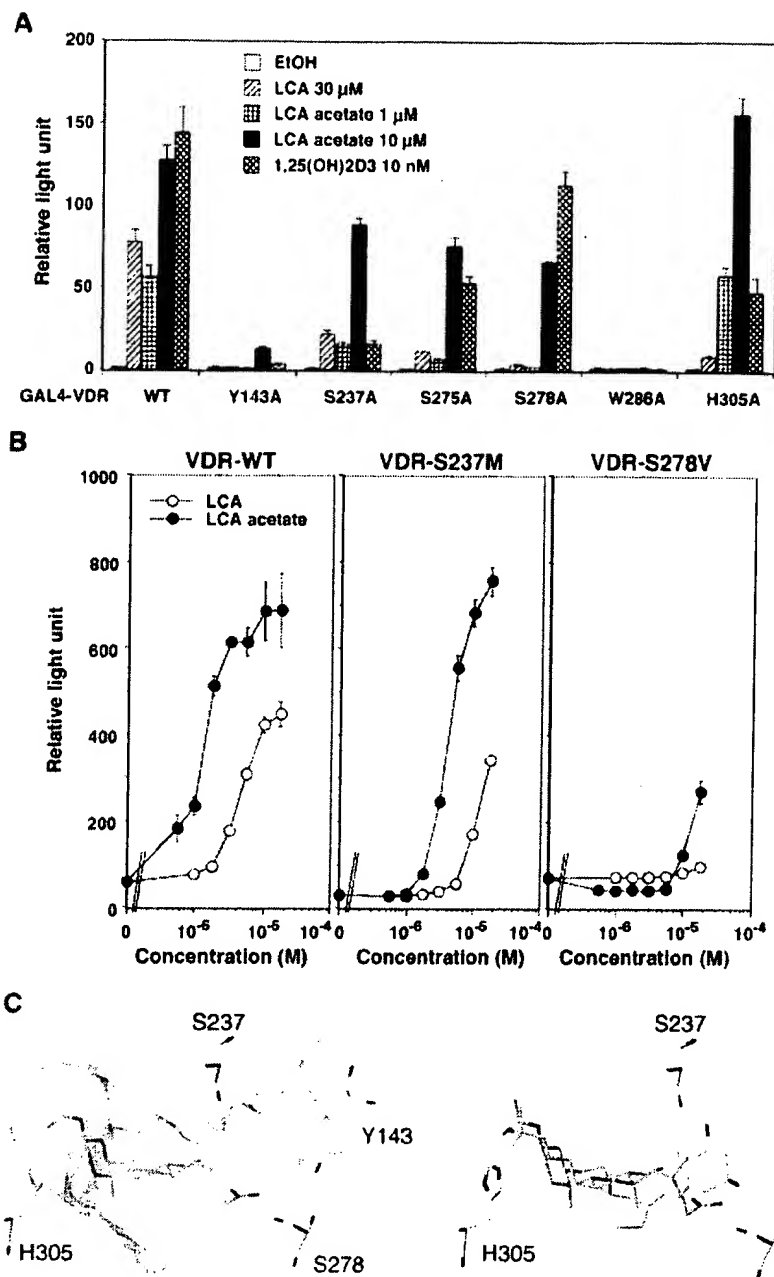 A
200
150
100
50
0
Relative light unit
EtOH
LCA 30 μM
LCA acetate 1 μM
LCA acetate 10 μM
1,25(OH)2D3 10 nM
GAL4-VDR WT Y143A S237A S275A S278A W286A H305A
B
VDR-WT VDR-S237M VDR-S278V
1000
800
600
400
200
0
Relative light unit
LCA
LCA acetate
0 10-6 10-5 10-4 0 10-6 10-5 10-4 0 10-6 10-5 10-4
Concentration (M) Concentration (M) Concentration (M)
C
S237 S237
Y143
H305 S278 H305